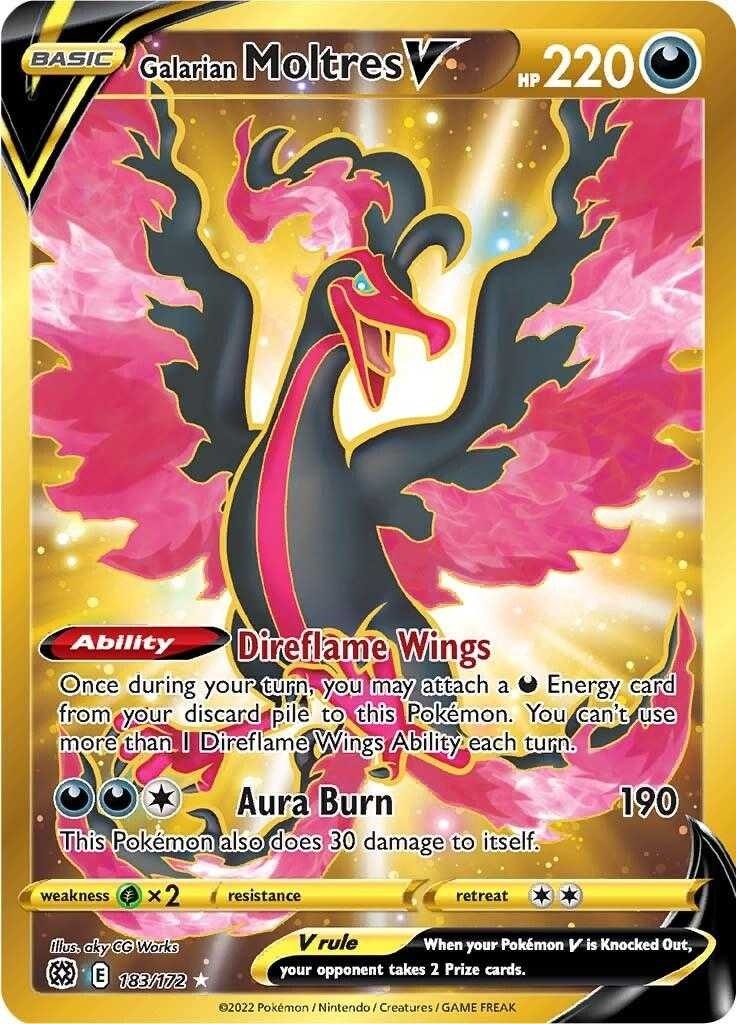 BASIC
Galarian Moltres V
HP 220
Ability Direflame Wings
Once during your turn, you may attach a Energy card
from your discard pile to this Pokémon. You can't use
more than 1 Direflame Wings Ability each turn.
Aura Burn 190
This Pokémon also does 30 damage to itself.
weakness ×2 resistance retreat
Illus. aky CG Works
V rule When your Pokémon V is Knocked Out,
your opponent takes 2 Prize cards.
E 183/172
©2022 Pokémon / Nintendo / Creatures / GAME FREAK